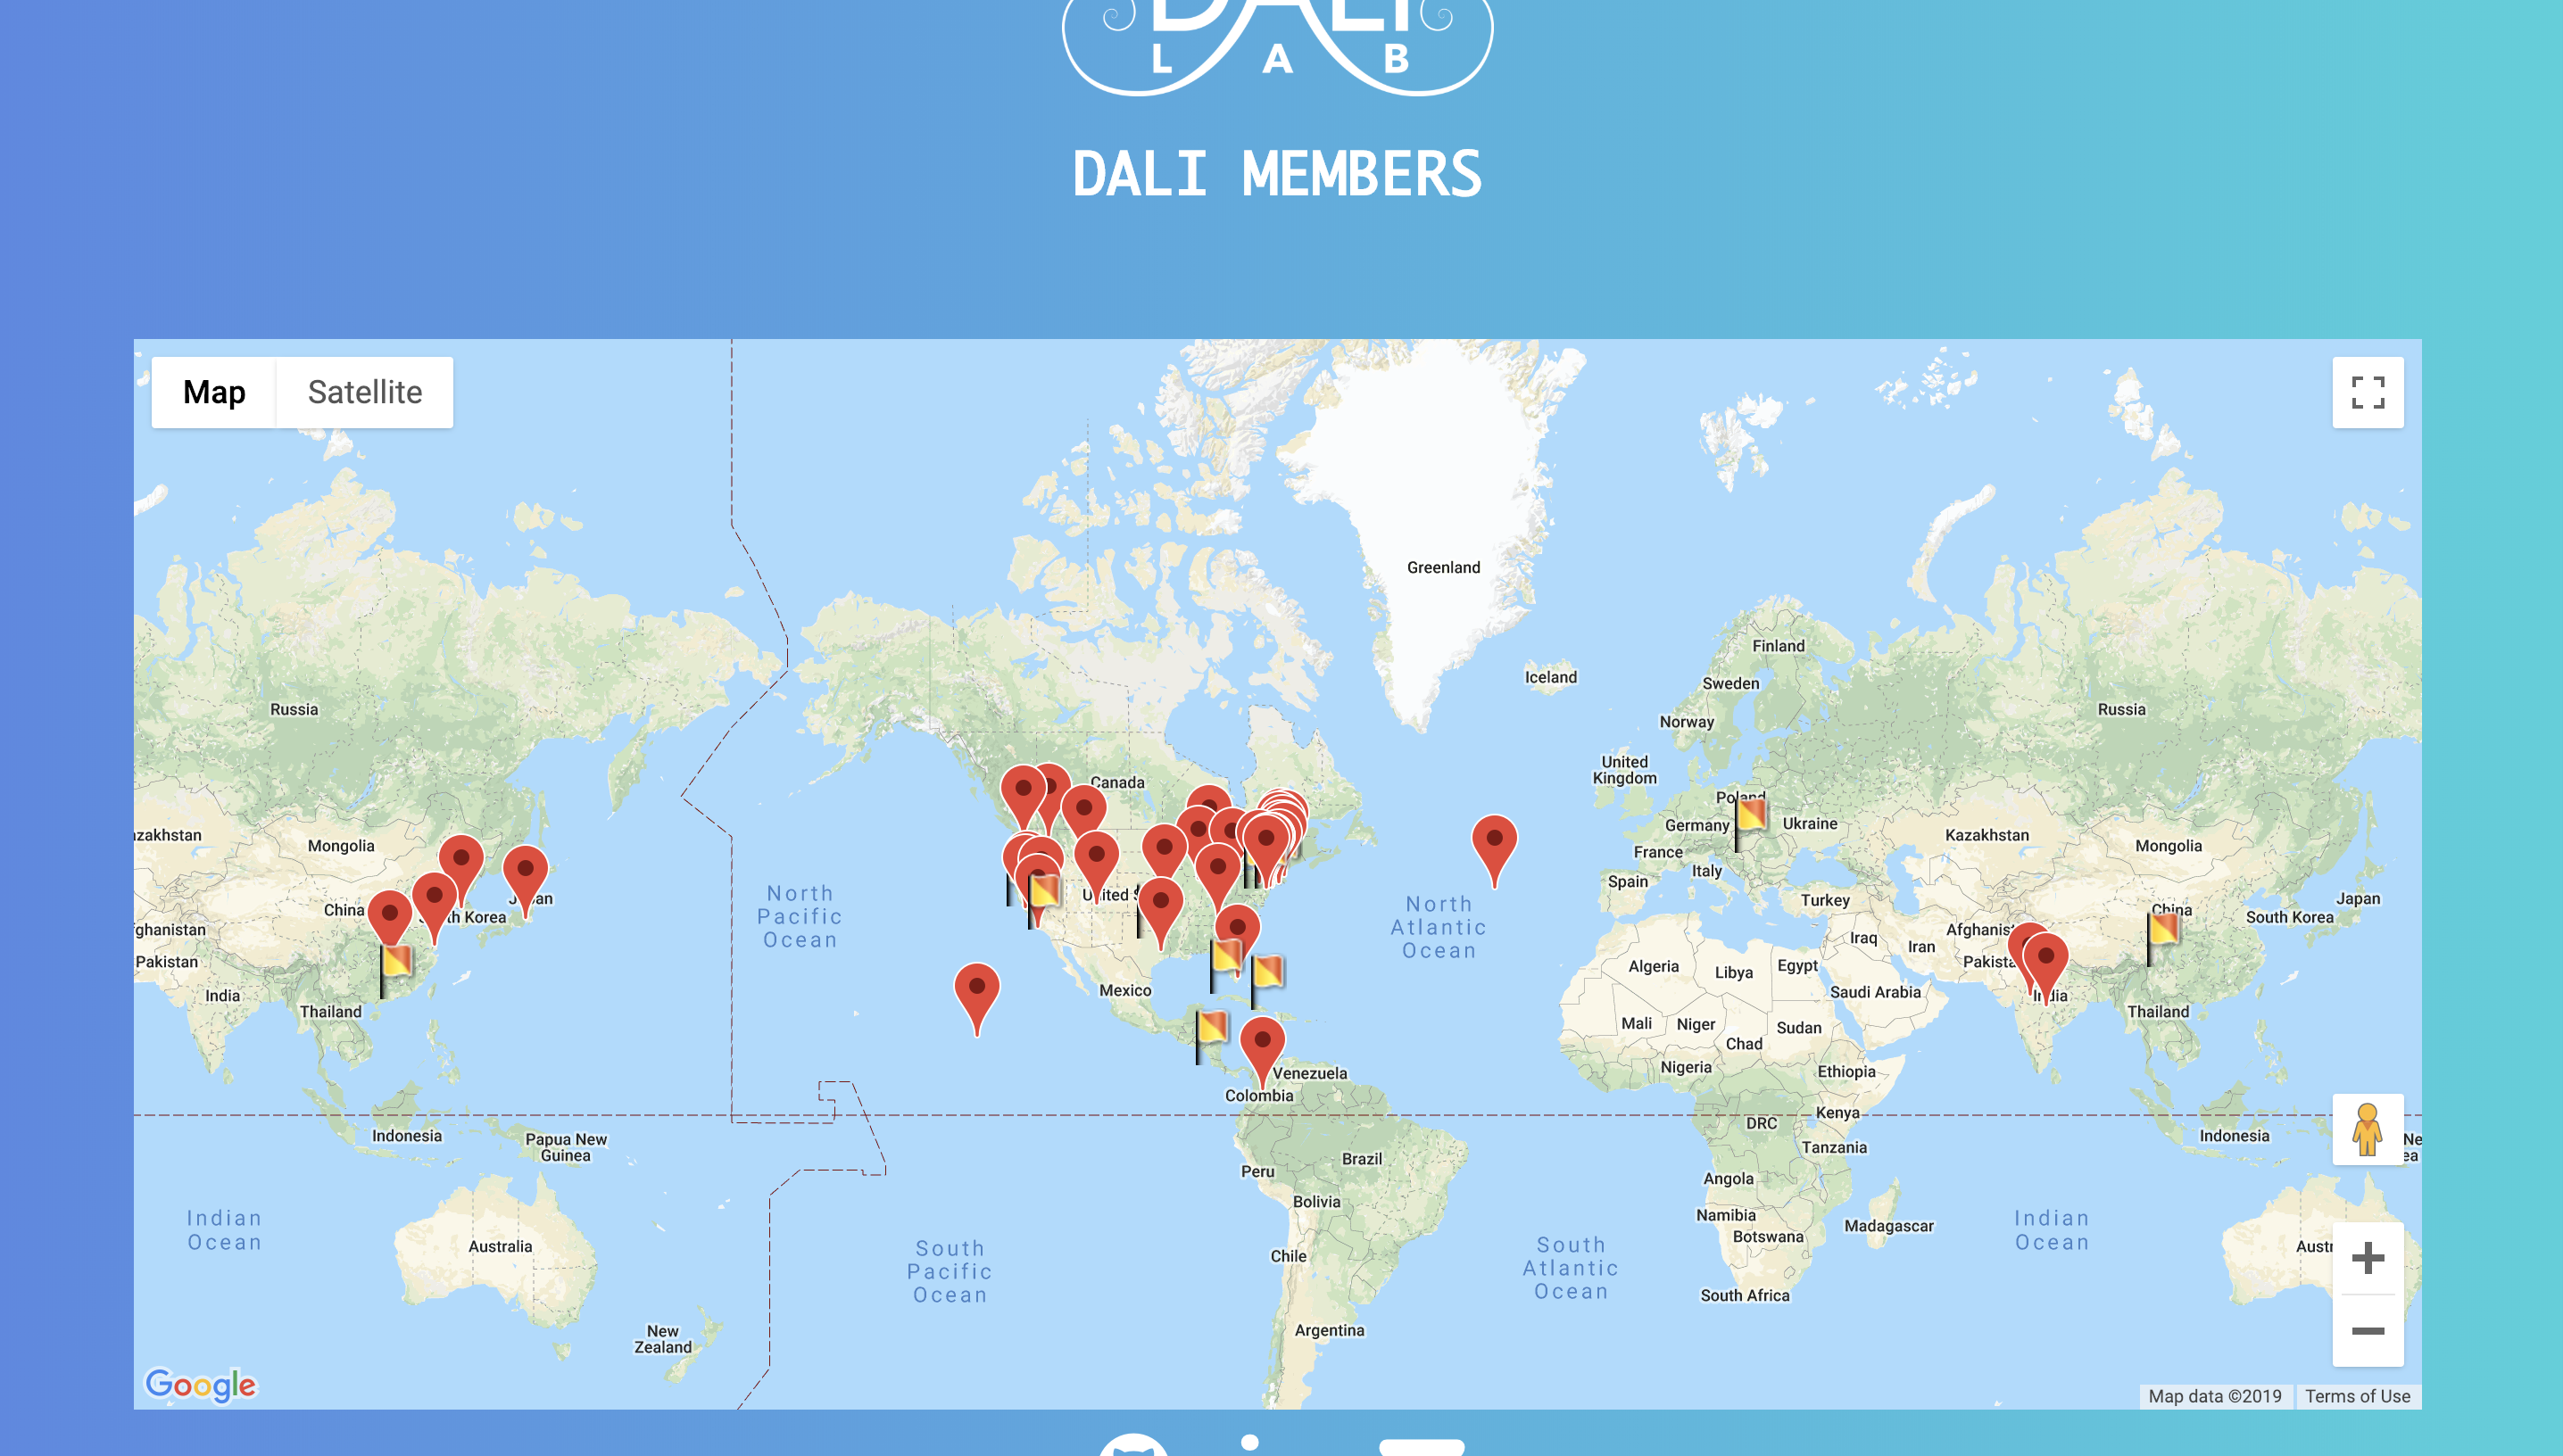 DALI
L A B
DALI MEMBERS
Map
Satellite
Greenland
Finland
Iceland
Sweden
Russia
Russia
Norway
United
Kingdom
Canada
Poland
Germany
Ukraine
Kazakhstan
Mongolia
Mongolia
France
Italy
Spain
North
Pacific
Ocean
United
North
Atlantic
Ocean
Turkey
Japan
China
China
South Korea
Iraq
Iran
Pakistan
Algeria
Libya
Egypt
India
India
Saudi Arabia
Mexico
Thailand
Thailand
Mali
Niger
Sudan
Chad
Nigeria
Ethiopia
Venezuela
Colombia
Kenya
DRC
Indonesia
Indonesia
Papua New
Guinea
Tanzania
Brazil
Peru
Angola
Bolivia
Namibia
Botswana
Madagascar
Indian
Ocean
Indian
Ocean
Australia
South
Pacific
Ocean
South
Atlantic
Ocean
Chile
South Africa
New
Zealand
Argentina
Google
Map data ©2019
Terms of Use